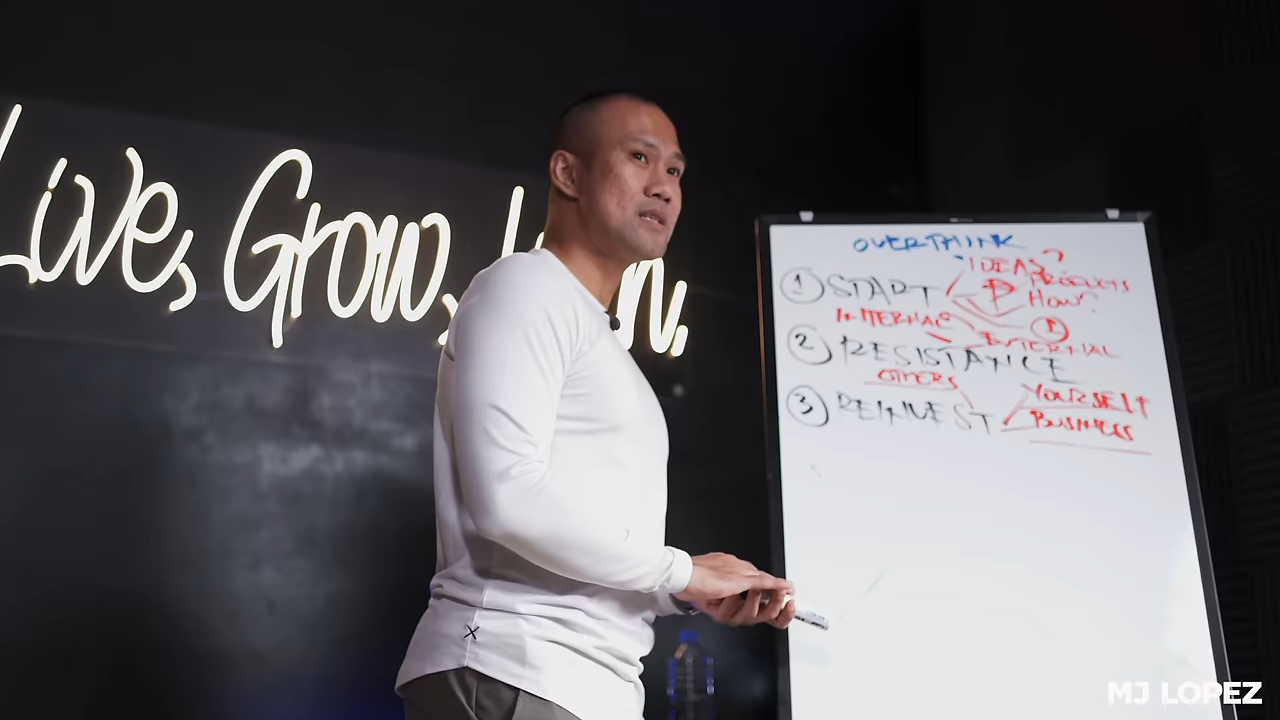 Live, Grow,
OVERTHINK
• IDEAS?
PRODUCTS
HOW?
1 START
INTERNAL
1
EXTERNAL
2 RESISTANCE
OTHERS
YOURSELF
3 REINVEST
BUSINESS
MJ LOPEZ